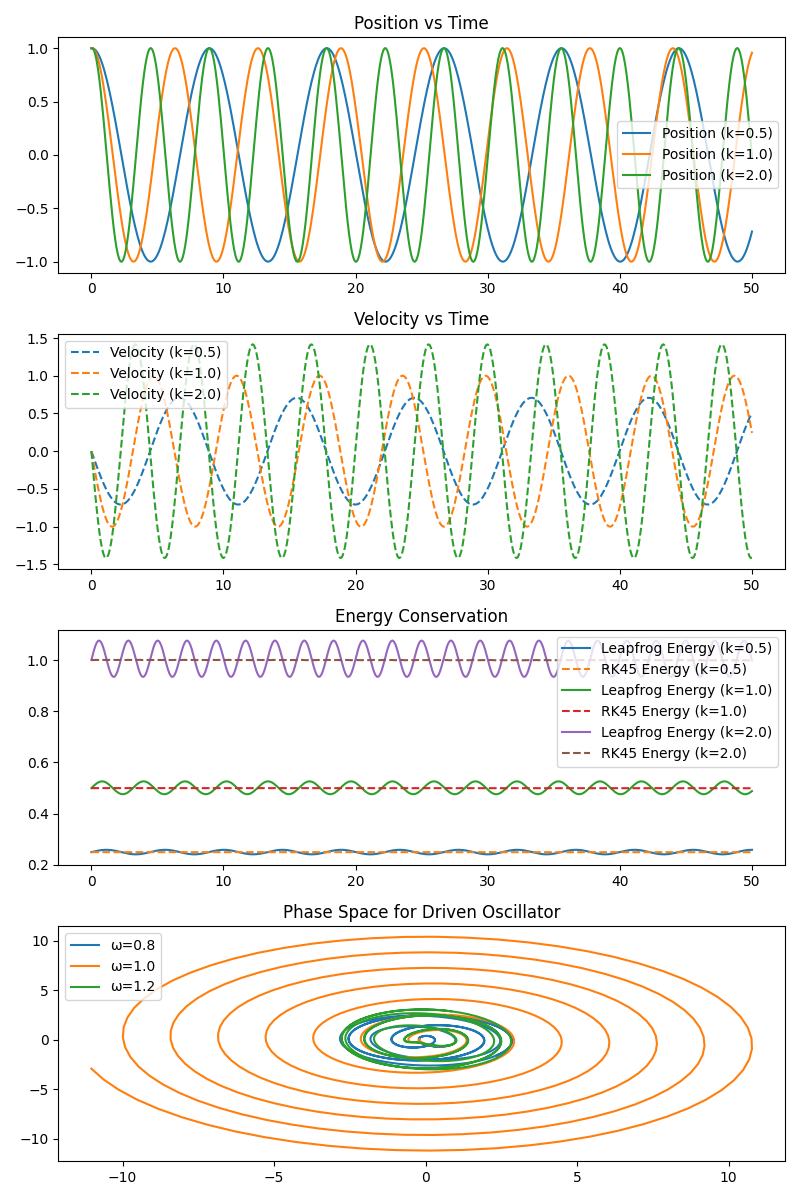 Position vs Time
1.0
0.5
0.0
−0.5
−1.0
Position (k=0.5)
Position (k=1.0)
Position (k=2.0)
0 10 20 30 40 50
Velocity vs Time
1.5
1.0
0.5
0.0
−0.5
−1.0
−1.5
Velocity (k=0.5)
Velocity (k=1.0)
Velocity (k=2.0)
0 10 20 30 40 50
Energy Conservation
1.0
0.8
0.6
0.4
0.2
Leapfrog Energy (k=0.5)
RK45 Energy (k=0.5)
Leapfrog Energy (k=1.0)
RK45 Energy (k=1.0)
Leapfrog Energy (k=2.0)
RK45 Energy (k=2.0)
0 10 20 30 40 50
Phase Space for Driven Oscillator
10
5
0
−5
−10
ω=0.8
ω=1.0
ω=1.2
−10 −5 0 5 10